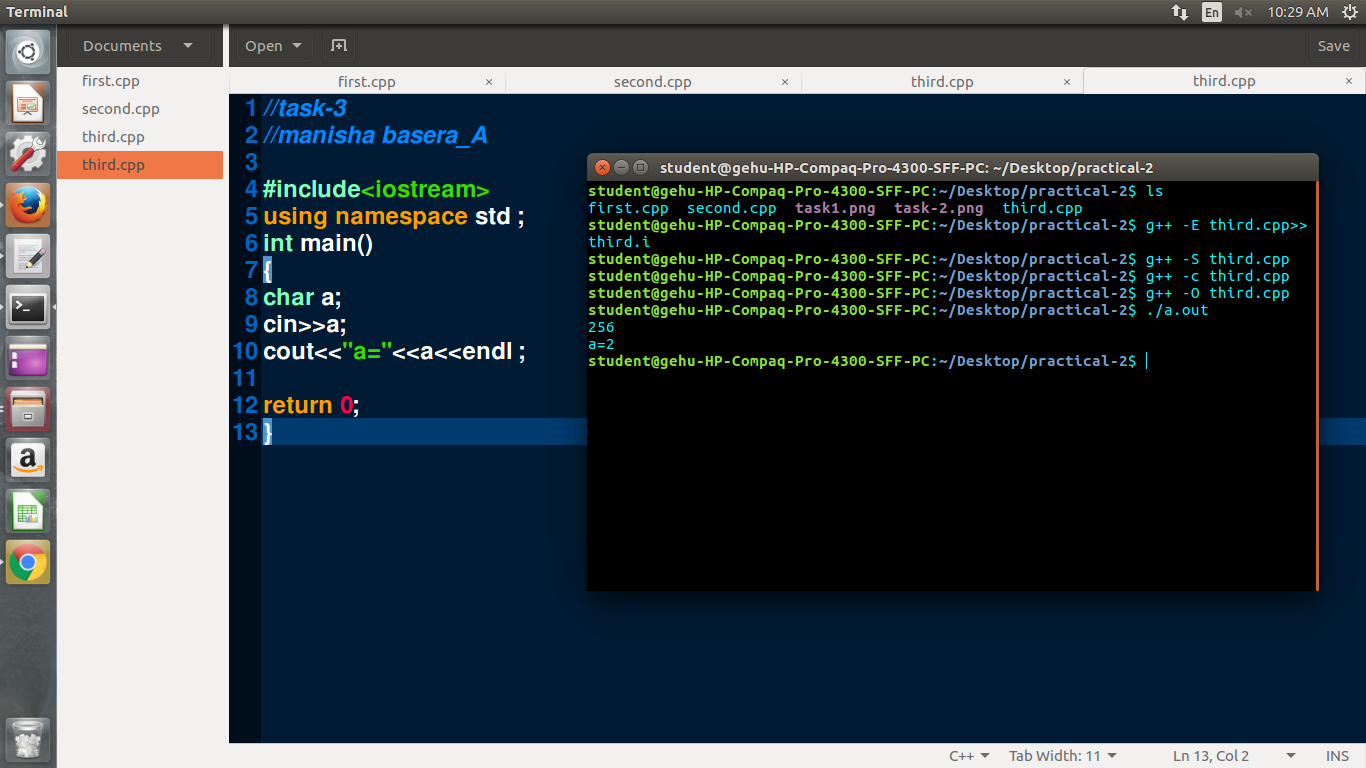 Terminal
En
10:29 AM
Documents
Open
Save
first.cpp
second.cpp
third.cpp
third.cpp
first.cpp ×
second.cpp ×
third.cpp ×
third.cpp ×
1 //task-3
2 //manisha basera_A
3
4 #include<iostream>
5 using namespace std ;
6 int main()
7 {
8 char a;
9 cin>>a;
10 cout<<"a="<<a<<endl ;
11
12 return 0;
13 }
student@gehu-HP-Compaq-Pro-4300-SFF-PC: ~/Desktop/practical-2
student@gehu-HP-Compaq-Pro-4300-SFF-PC:~/Desktop/practical-2$ ls
first.cpp  second.cpp  task1.png  task-2.png  third.cpp
student@gehu-HP-Compaq-Pro-4300-SFF-PC:~/Desktop/practical-2$ g++ -E third.cpp>>
third.i
student@gehu-HP-Compaq-Pro-4300-SFF-PC:~/Desktop/practical-2$ g++ -S third.cpp
student@gehu-HP-Compaq-Pro-4300-SFF-PC:~/Desktop/practical-2$ g++ -c third.cpp
student@gehu-HP-Compaq-Pro-4300-SFF-PC:~/Desktop/practical-2$ g++ -O third.cpp
student@gehu-HP-Compaq-Pro-4300-SFF-PC:~/Desktop/practical-2$ ./a.out
256
a=2
student@gehu-HP-Compaq-Pro-4300-SFF-PC:~/Desktop/practical-2$
C++
Tab Width: 11
Ln 13, Col 2
INS